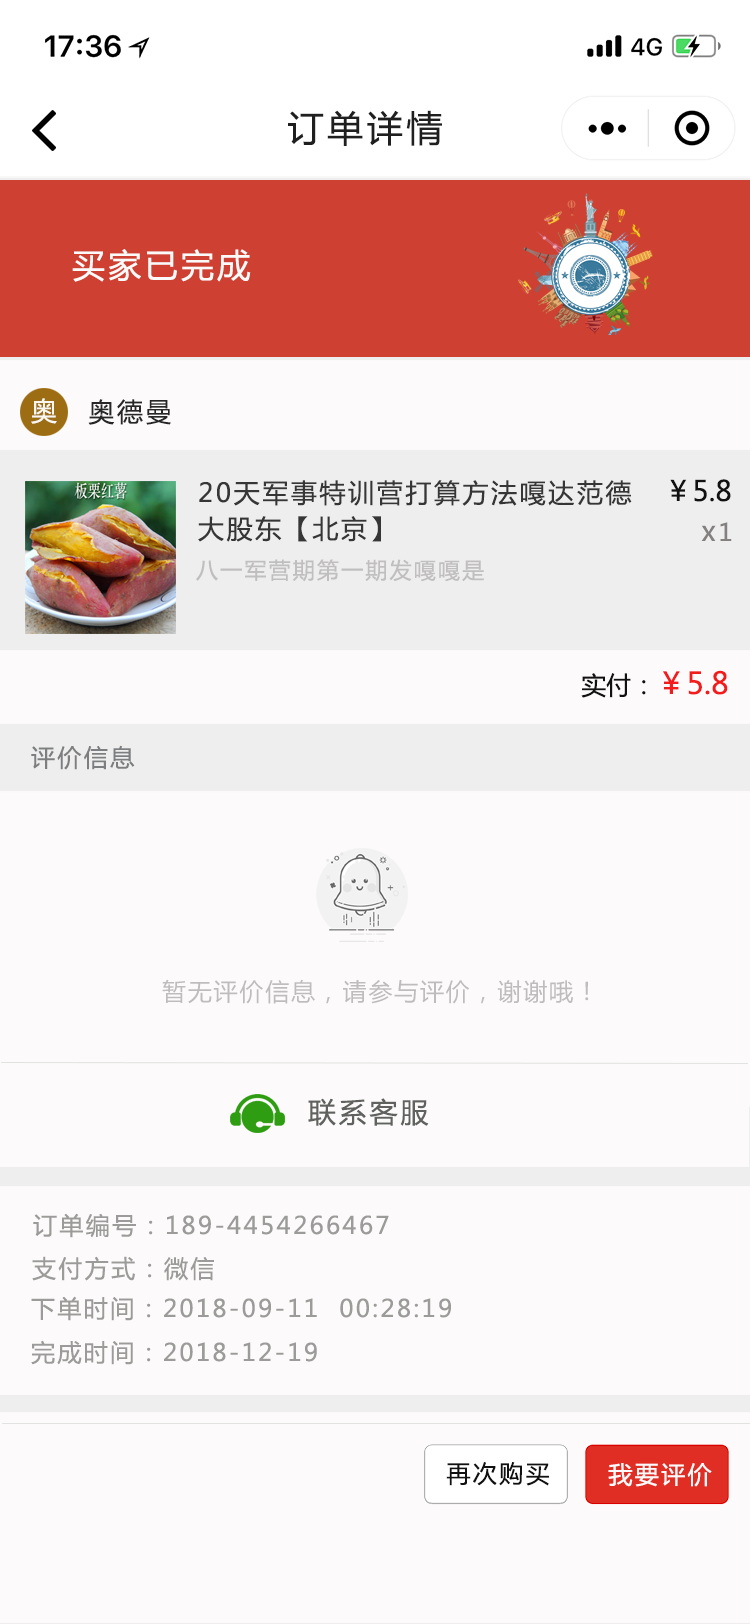 17:36
4G
订单详情
买家已完成
奥 奥德曼
板栗红薯
20天军事特训营打算方法嘎达范德
大股东【北京】
¥5.8
x1
八一军营期第一期发嘎嘎是
实付：¥5.8
评价信息
暂无评价信息，请参与评价，谢谢哦！
联系客服
订单编号：189-4454266467
支付方式：微信
下单时间：2018-09-11 00:28:19
完成时间：2018-12-19
再次购买
我要评价